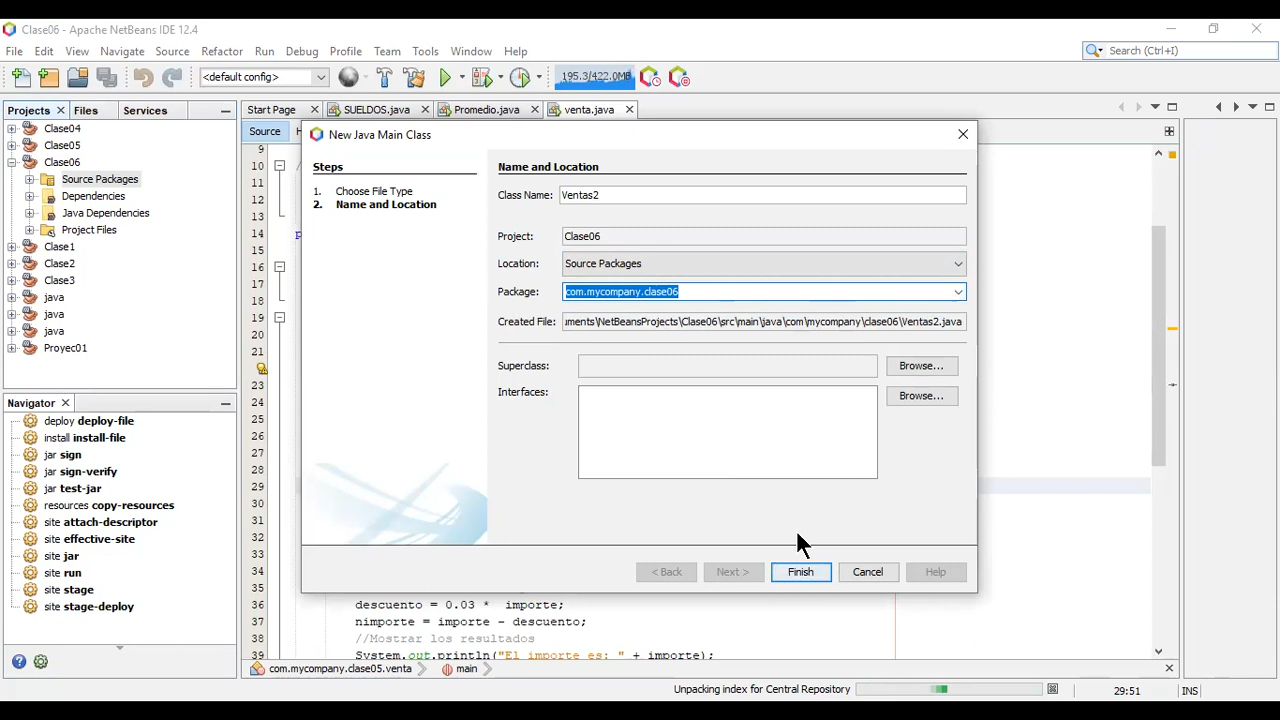 Clase06 - Apache NetBeans IDE 12.4
File Edit View Navigate Source Refactor Run Debug Profile Team Tools Window Help
Search (Ctrl+I)
<default config>
195.3/422.0MB
Projects Files Services
Start Page SUELDOS.java Promedio.java venta.java
Source
Clase04
Clase05
Clase06
Source Packages
Dependencies
Java Dependencies
Project Files
Clase1
Clase2
Clase3
java
java
java
Proyec01
Navigator
deploy deploy-file
install install-file
jar sign
jar sign-verify
jar test-jar
resources copy-resources
site attach-descriptor
site effective-site
site jar
site run
site stage
site stage-deploy
9
10
11
12
13
14
15
16
17
18
19
20
21
23
24
25
26
27
28
29
30
31
32
33
34
35
36 descuento = 0.03 * importe;
37 nimporte = importe - descuento;
38 //Mostrar los resultados
39 System.out.println("El importe es: " + importe);
New Java Main Class
Steps
1. Choose File Type
2. Name and Location
Name and Location
Class Name: Ventas2
Project: Clase06
Location: Source Packages
Package: com.mycompany.clase06
Created File: uments\NetBeansProjects\Clase06\src\main\java\com\mycompany\clase06\Ventas2.java
Superclass: Browse...
Interfaces: Browse...
< Back Next > Finish Cancel Help
com.mycompany.clase05.venta main
Unpacking index for Central Repository 29:51 INS